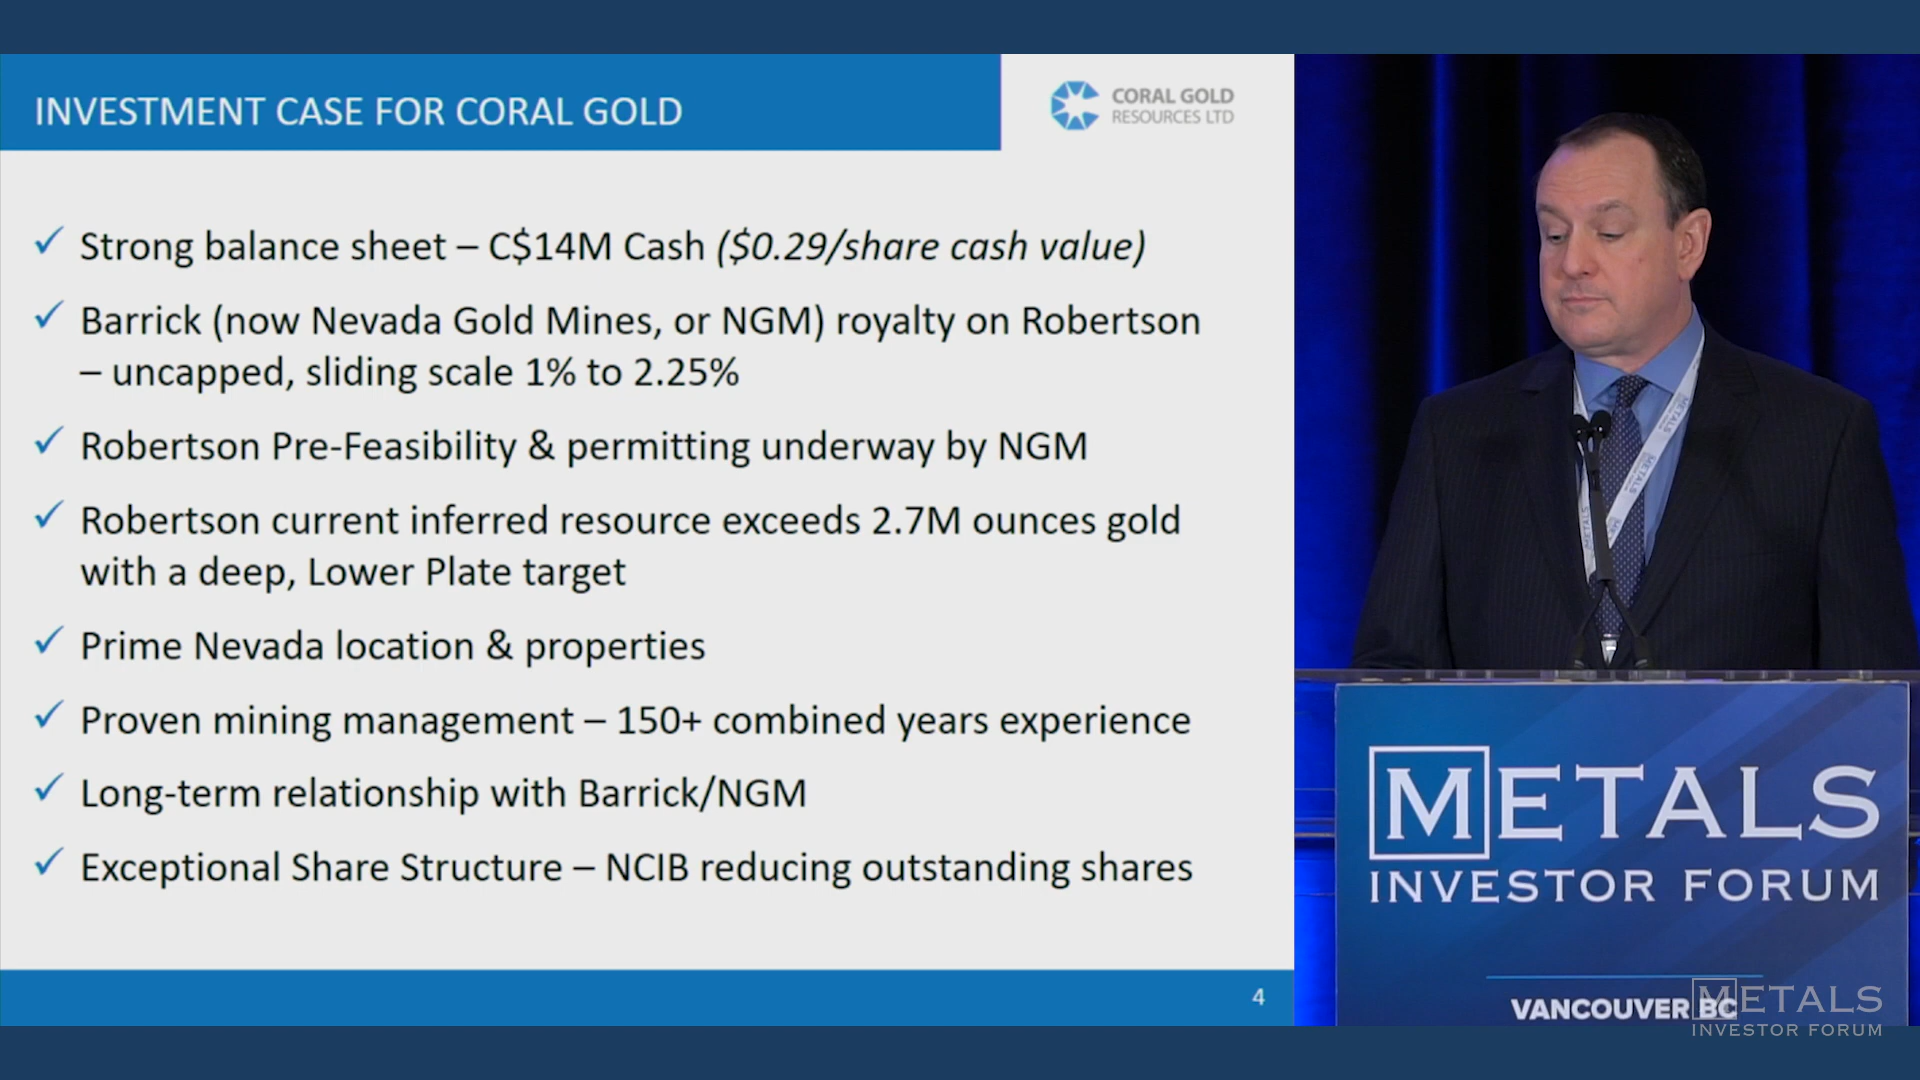 INVESTMENT CASE FOR CORAL GOLD
CORAL GOLD
RESOURCES LTD
✓ Strong balance sheet – C$14M Cash ($0.29/share cash value)
✓ Barrick (now Nevada Gold Mines, or NGM) royalty on Robertson
– uncapped, sliding scale 1% to 2.25%
✓ Robertson Pre-Feasibility & permitting underway by NGM
✓ Robertson current inferred resource exceeds 2.7M ounces gold
with a deep, Lower Plate target
✓ Prime Nevada location & properties
✓ Proven mining management – 150+ combined years experience
✓ Long-term relationship with Barrick/NGM
✓ Exceptional Share Structure – NCIB reducing outstanding shares
4
METALS
METALS
METALS
METALS
INVESTOR FORUM
VANCOUVER BC
METALS
INVESTOR FORUM